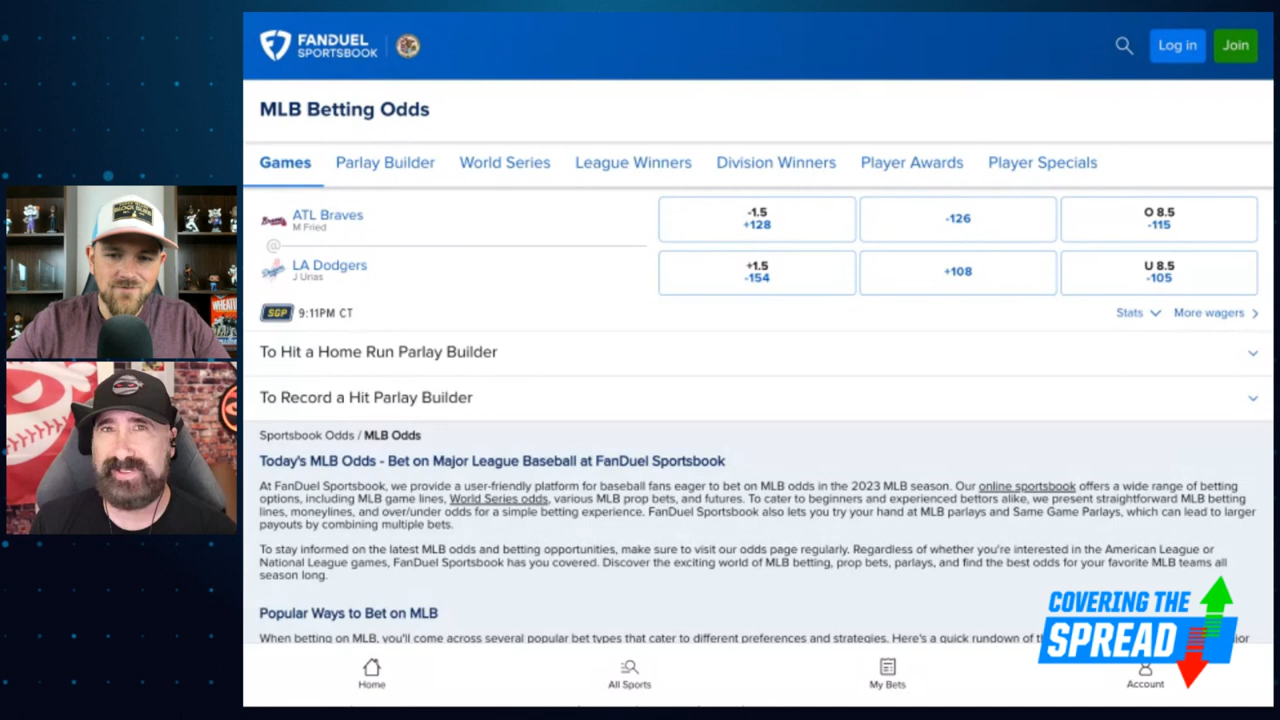 FANDUEL
SPORTSBOOK
Log in
Join
MLB Betting Odds
Games Parlay Builder World Series League Winners Division Winners Player Awards Player Specials
ATL Braves
M Fried
-1.5
+128
-126
O 8.5
-115
@
LA Dodgers
J Urias
+1.5
-154
+108
U 8.5
-105
SGP 9:11PM CT
Stats More wagers
To Hit a Home Run Parlay Builder
To Record a Hit Parlay Builder
Sportsbook Odds / MLB Odds
Today's MLB Odds - Bet on Major League Baseball at FanDuel Sportsbook
At FanDuel Sportsbook, we provide a user-friendly platform for baseball fans eager to bet on MLB odds in the 2023 MLB season. Our online sportsbook offers a wide range of betting
options, including MLB game lines, World Series odds, various MLB prop bets, and futures. To cater to beginners and experienced bettors alike, we present straightforward MLB betting
lines, moneylines, and over/under odds for a simple betting experience. FanDuel Sportsbook also lets you try your hand at MLB parlays and Same Game Parlays, which can lead to larger
payouts by combining multiple bets.
To stay informed on the latest MLB odds and betting opportunities, make sure to visit our odds page regularly. Regardless of whether you're interested in the American League or
National League games, FanDuel Sportsbook has you covered. Discover the exciting world of MLB betting, prop bets, parlays, and find the best odds for your favorite MLB teams all
season long.
Popular Ways to Bet on MLB
When betting on MLB, you'll come across several popular bet types that cater to different preferences and strategies. Here's a quick rundown of
COVERING THE
SPREAD
Home
All Sports
My Bets
Account